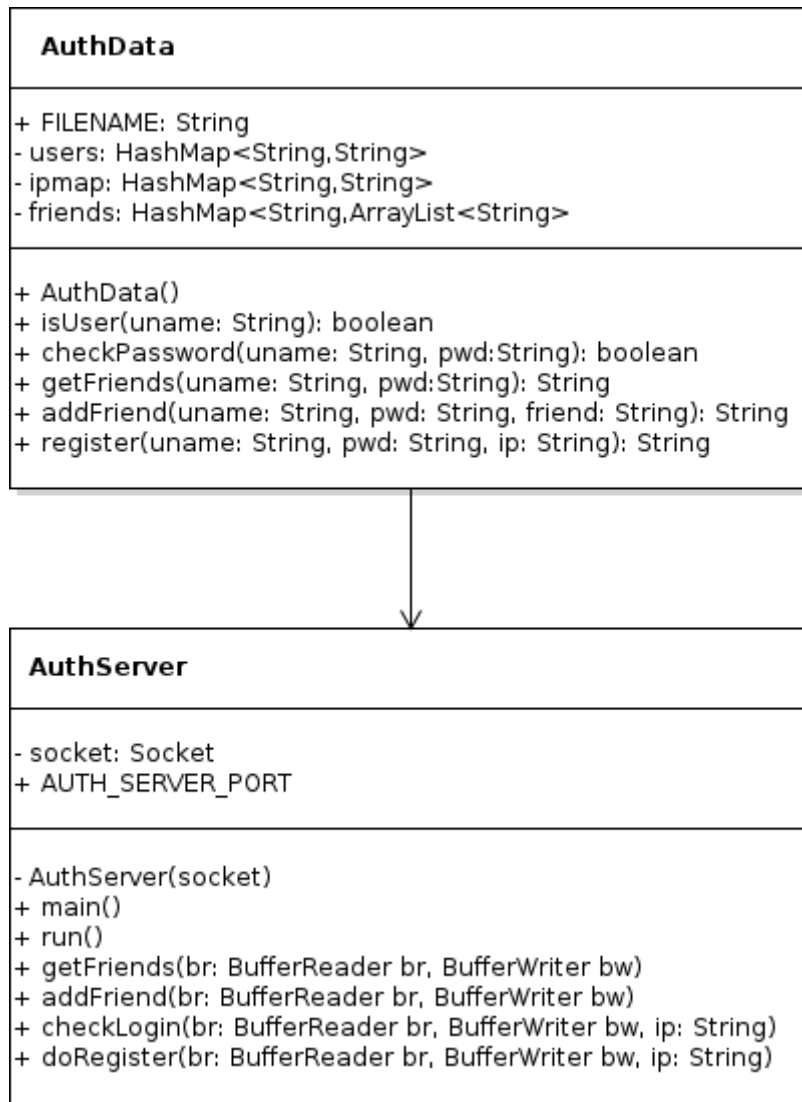 AuthData
+ FILENAME: String
- users: HashMap<String,String>
- ipmap: HashMap<String,String>
- friends: HashMap<String,ArrayList<String>
+ AuthData()
+ isUser(uname: String): boolean
+ checkPassword(uname: String, pwd:String): boolean
+ getFriends(uname: String, pwd:String): String
+ addFriend(uname: String, pwd: String, friend: String): String
+ register(uname: String, pwd: String, ip: String): String
AuthServer
- socket: Socket
+ AUTH_SERVER_PORT
- AuthServer(socket)
+ main()
+ run()
+ getFriends(br: BufferReader br, BufferWriter bw)
+ addFriend(br: BufferReader br, BufferWriter bw)
+ checkLogin(br: BufferReader br, BufferWriter bw, ip: String)
+ doRegister(br: BufferReader br, BufferWriter bw, ip: String)